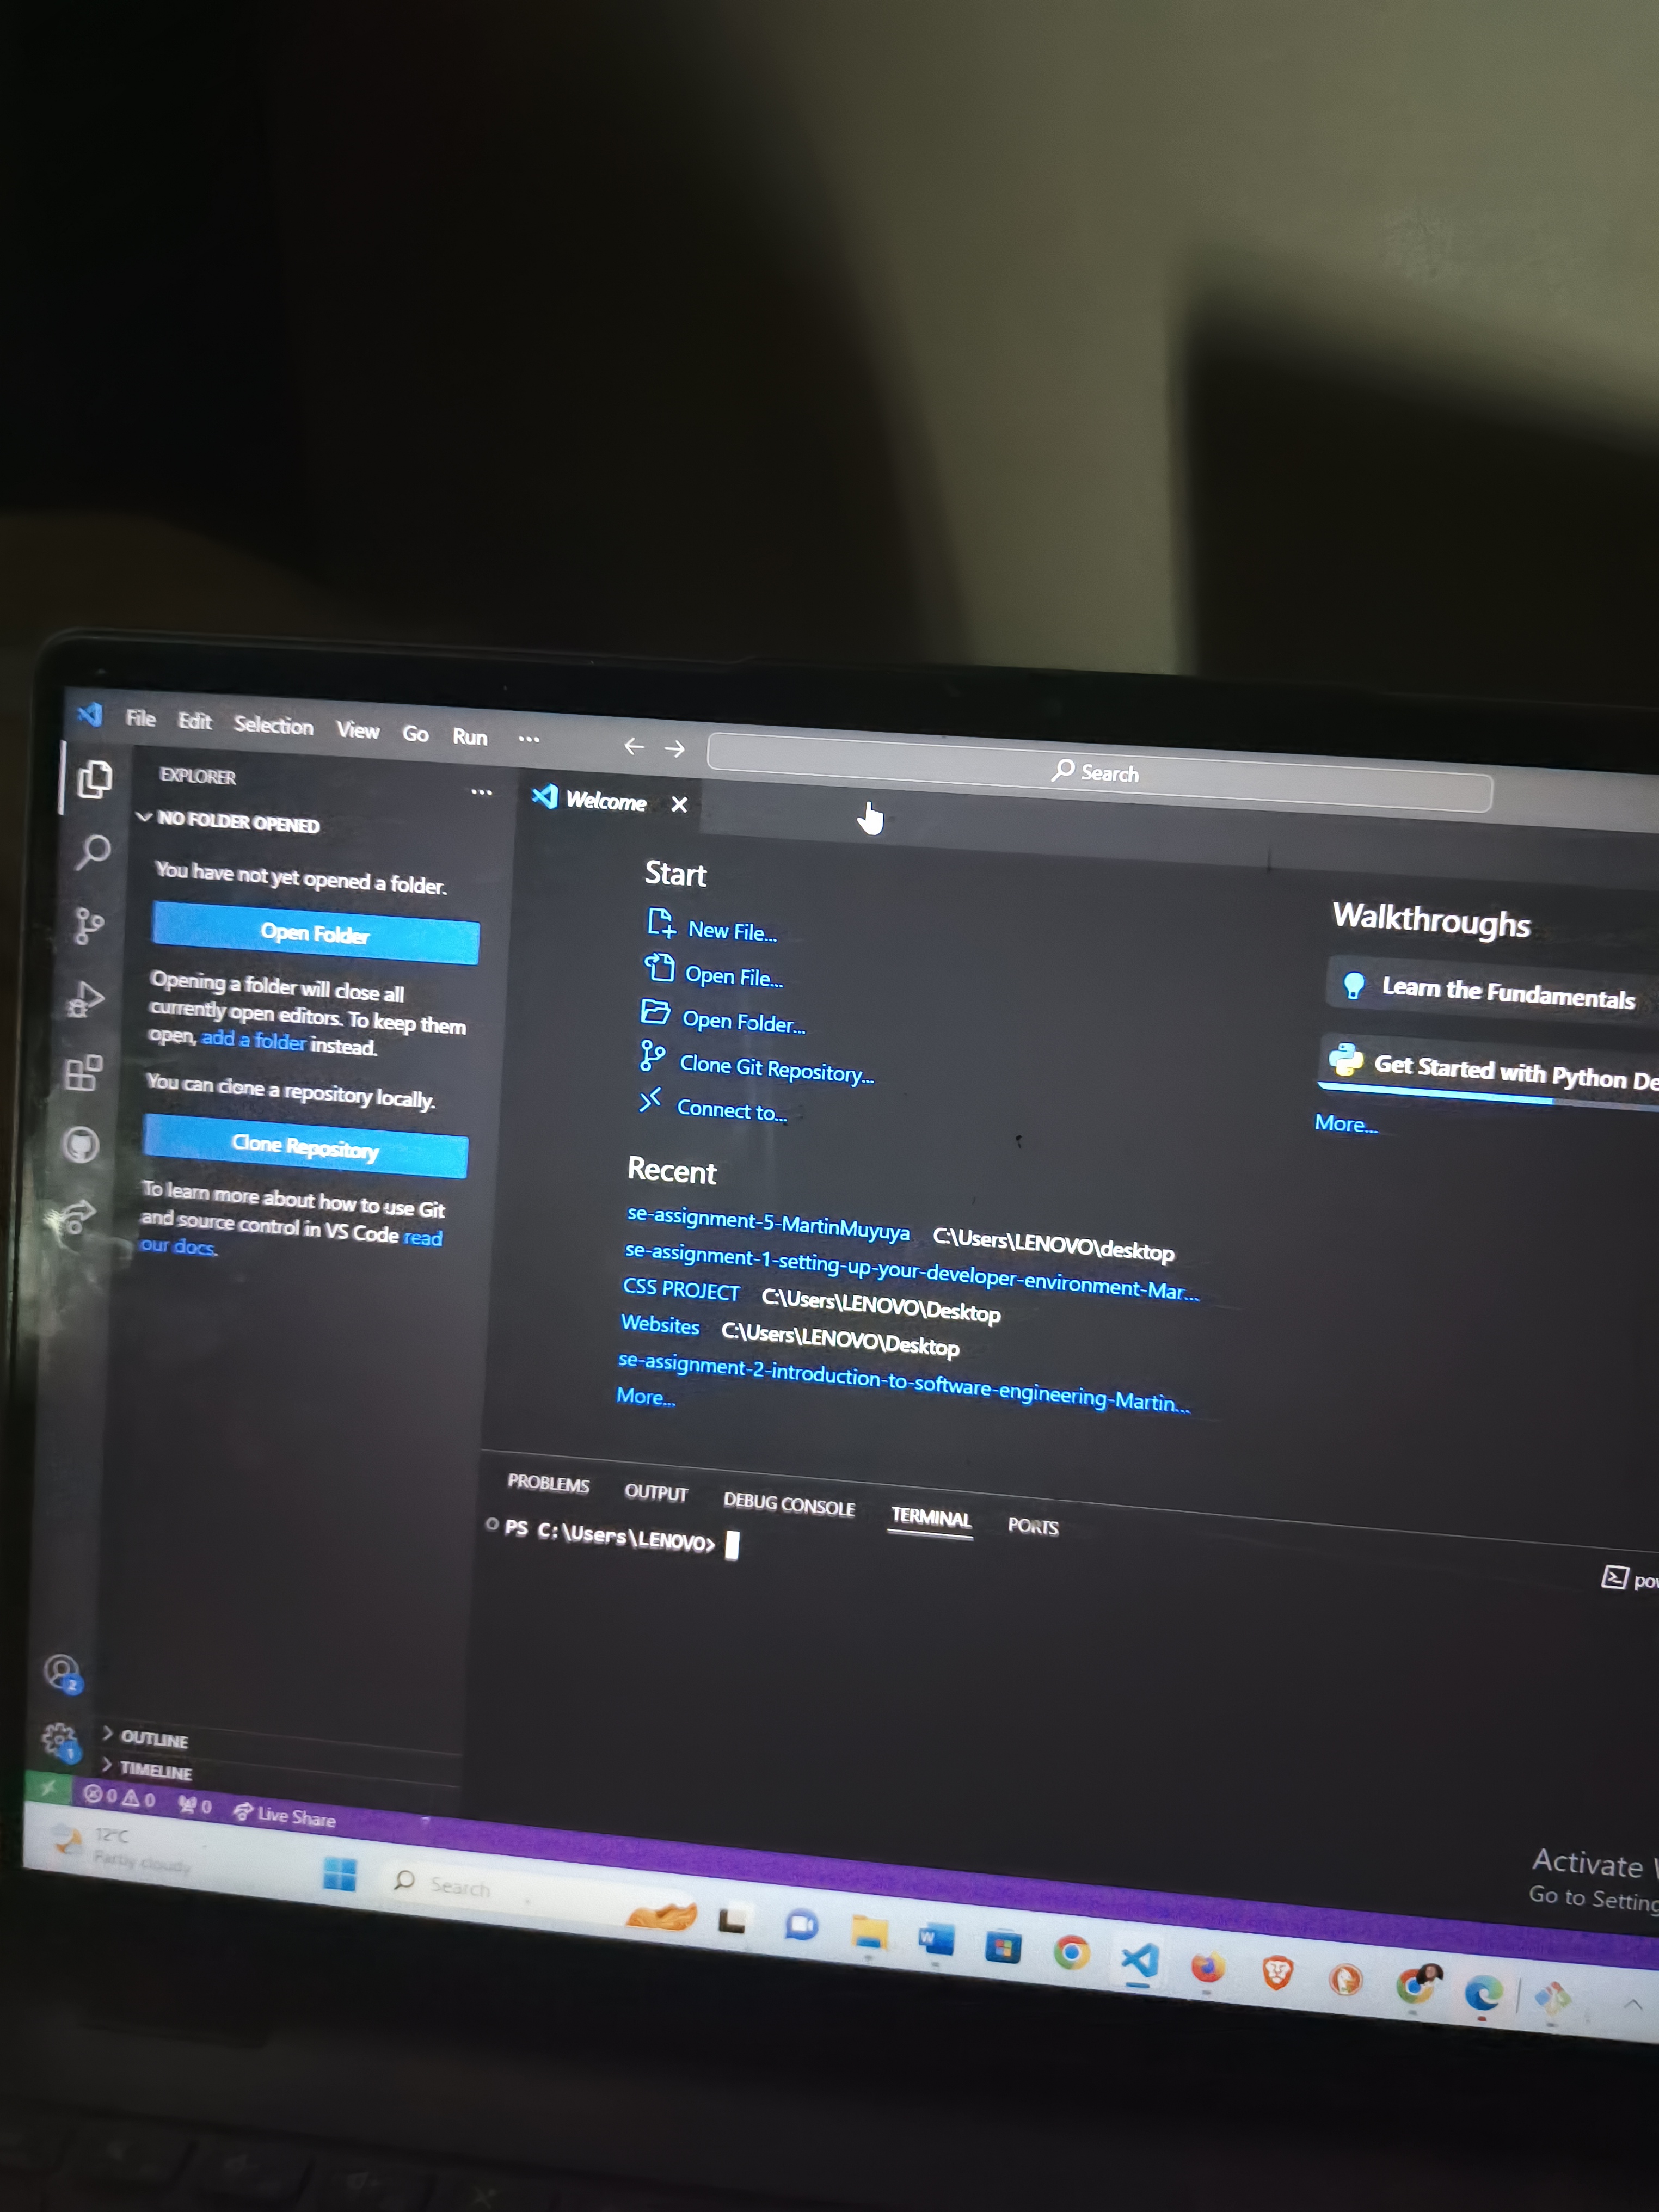 File Edit Selection View Go Run ...
Search
EXPLORER ...
NO FOLDER OPENED
You have not yet opened a folder.
Open Folder
Opening a folder will close all
currently open editors. To keep them
open, add a folder instead.
You can clone a repository locally.
Clone Repository
To learn more about how to use Git
and source control in VS Code read
our docs.
OUTLINE
TIMELINE
Welcome
Start
New File...
Open File...
Open Folder...
Clone Git Repository...
Connect to...
Recent
se-assignment-5-MartinMuyuya C:\Users\LENOVO\desktop
se-assignment-1-setting-up-your-developer-environment-Mar...
CSS PROJECT C:\Users\LENOVO\Desktop
Websites C:\Users\LENOVO\Desktop
se-assignment-2-introduction-to-software-engineering-Martin...
More...
Walkthroughs
Learn the Fundamentals
Get Started with Python De
More...
PROBLEMS OUTPUT DEBUG CONSOLE TERMINAL PORTS
PS C:\Users\LENOVO>
pow
2
1
0 0 0 Live Share
Activate W
Go to Setting
12°C
Partly cloudy
Search